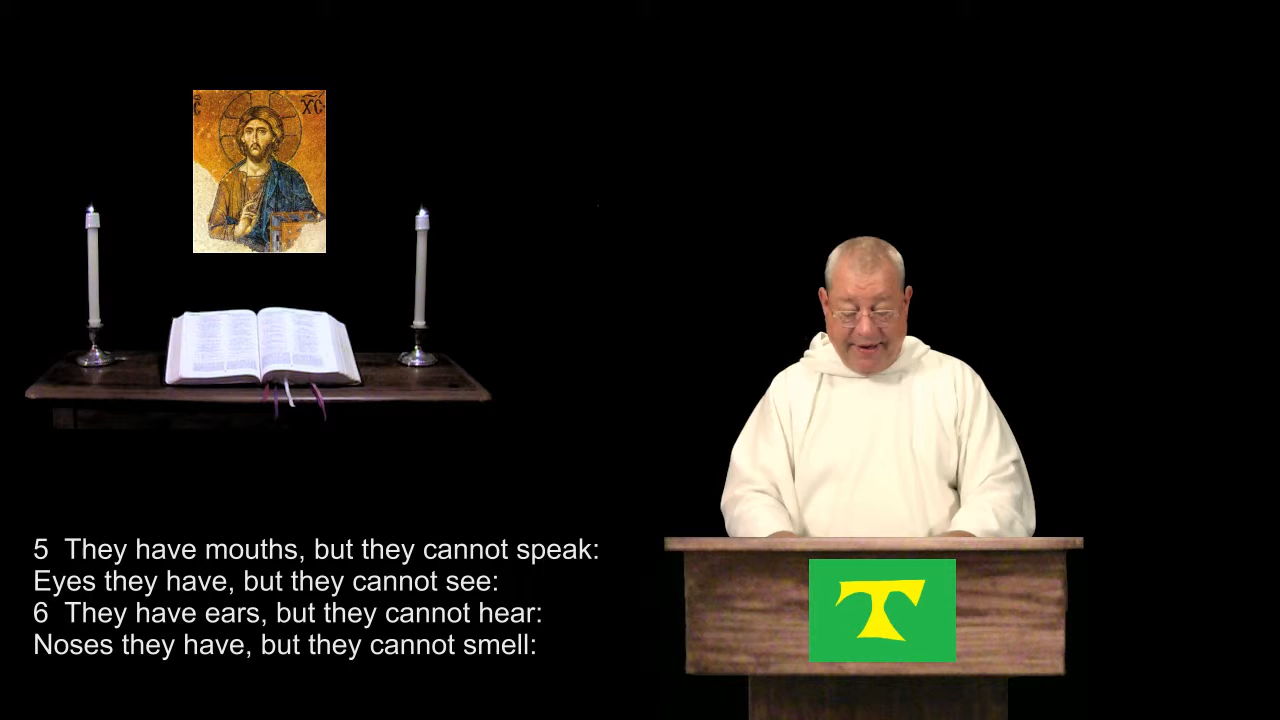 XC
5 They have mouths, but they cannot speak:
Eyes they have, but they cannot see:
6 They have ears, but they cannot hear:
Noses they have, but they cannot smell:
T